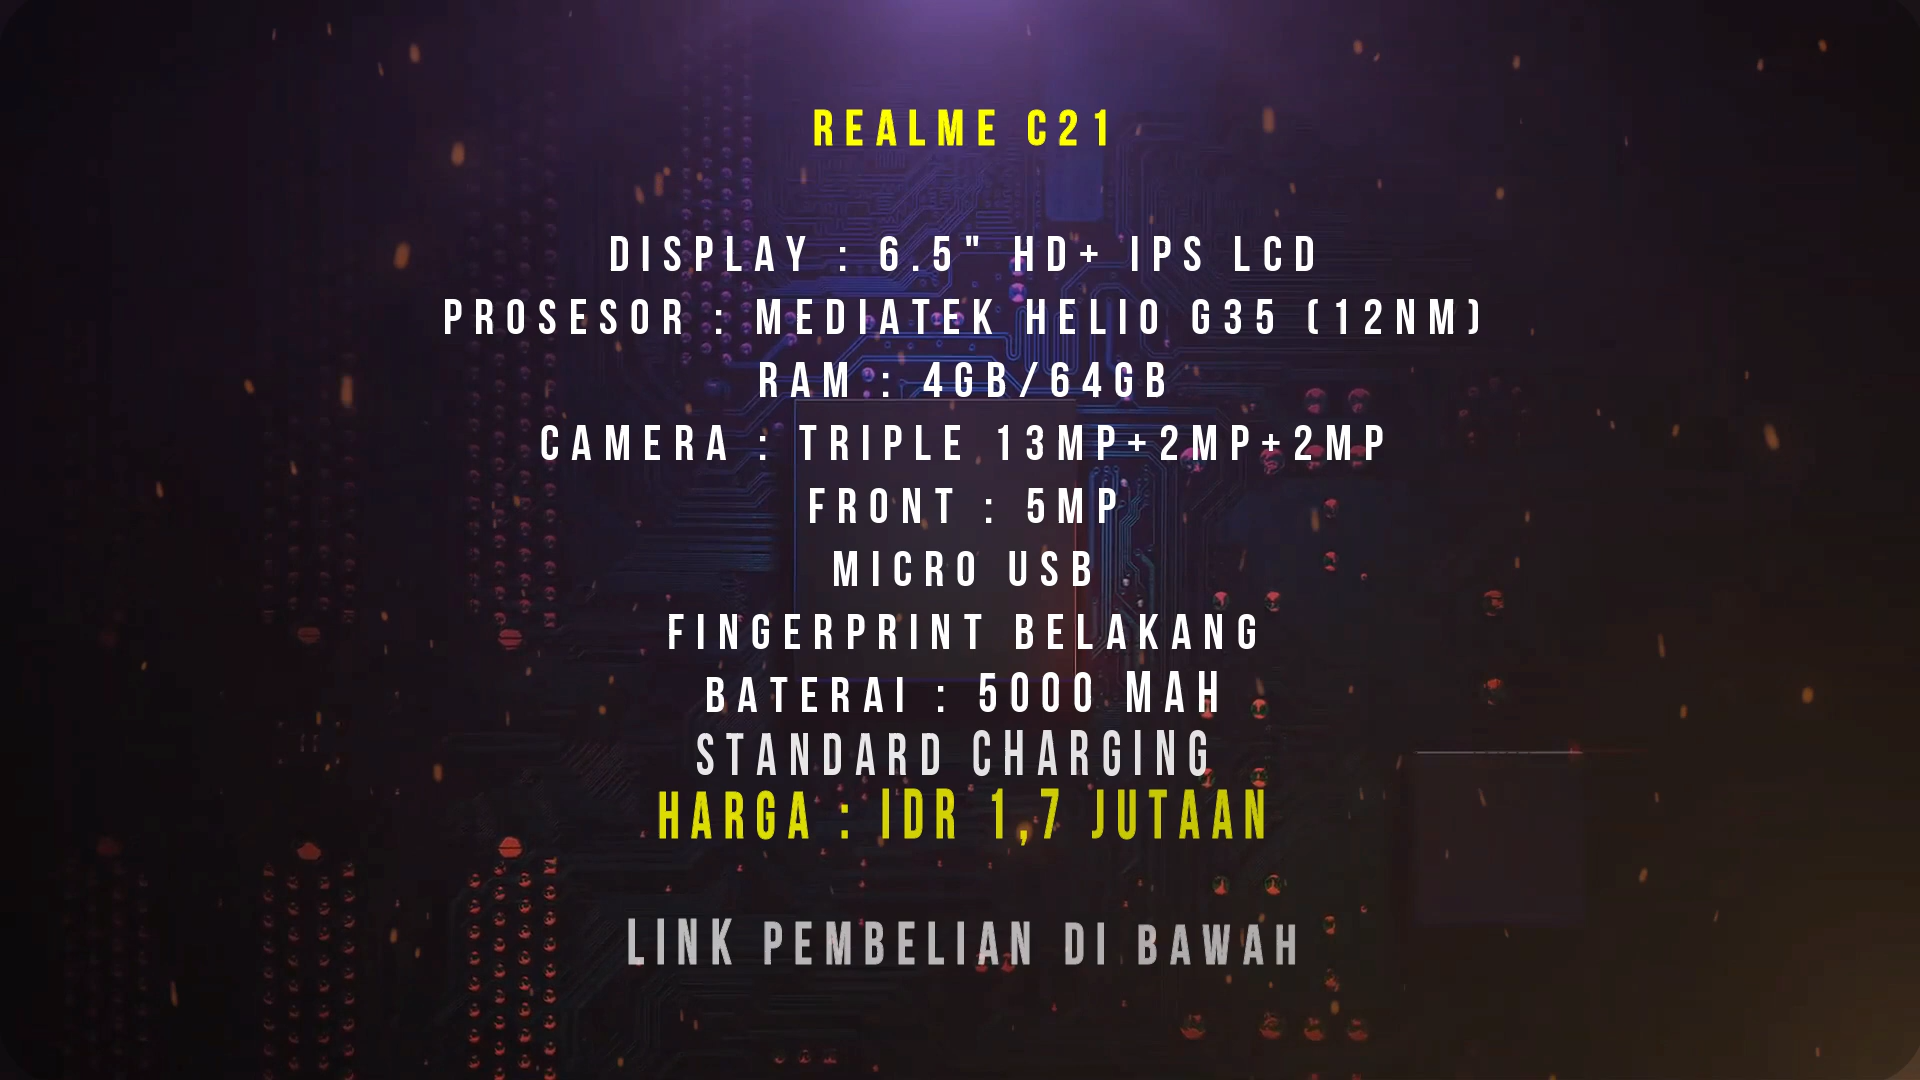 REALME C21
DISPLAY : 6.5" HD+ IPS LCD
PROSESOR : MEDIATEK HELIO G35 (12NM)
RAM : 4GB/64GB
CAMERA : TRIPLE 13MP+2MP+2MP
FRONT : 5MP
MICRO USB
FINGERPRINT BELAKANG
BATERAI : 5000 MAH
STANDARD CHARGING
HARGA : IDR 1,7 JUTAAN
LINK PEMBELIAN DI BAWAH